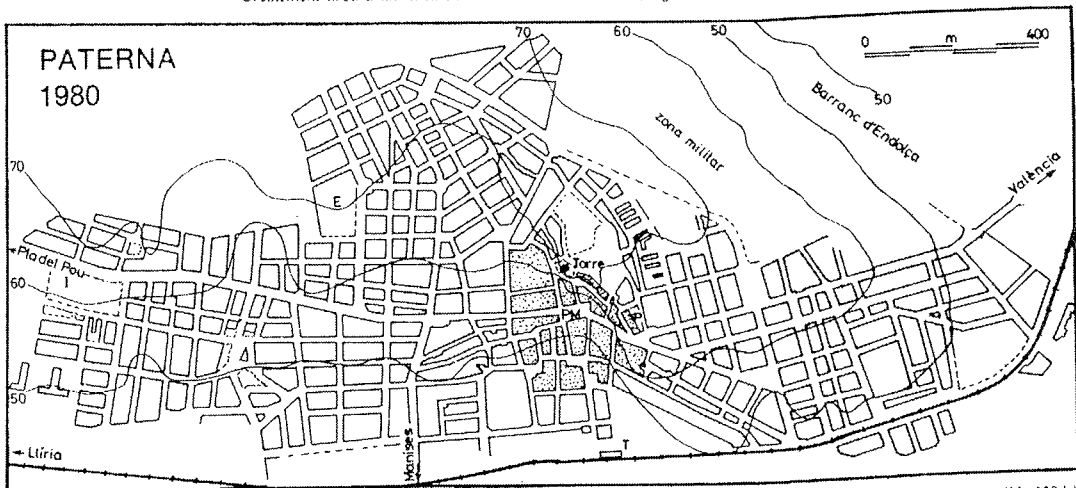 PATERNA
1980
70
60
50
0 m 400
50
Barranc d'Endolça
zona militar
València
70
E
Pla del Pou
1
60
Torre
PM
P
50
Manises
T
Llíria